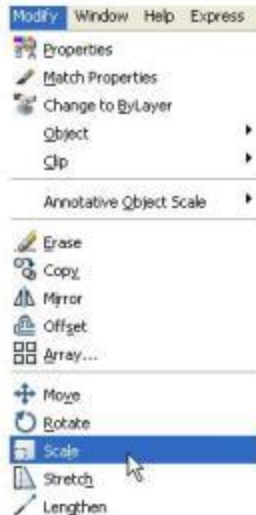 Modify Window Help Express
Properties
Match Properties
Change to ByLayer
Object
Clip
Annotative Object Scale
Erase
Copy
Mirror
Offset
Array...
Move
Rotate
Scale
Stretch
Lengthen